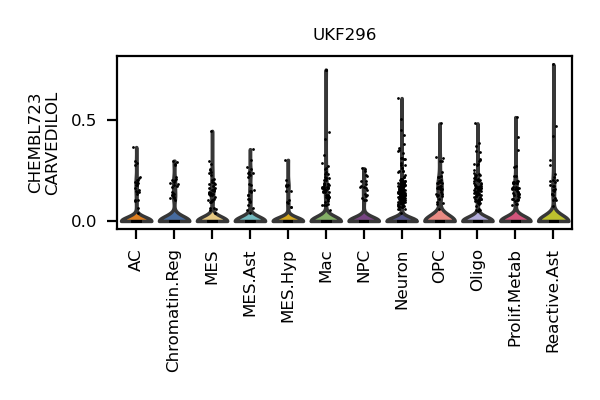 UKF296
CHEMBL723
CARVEDILOL
0.5
0.0
AC
Chromatin.Reg
MES
MES.Ast
MES.Hyp
Mac
NPC
Neuron
OPC
Oligo
Prolif.Metab
Reactive.Ast